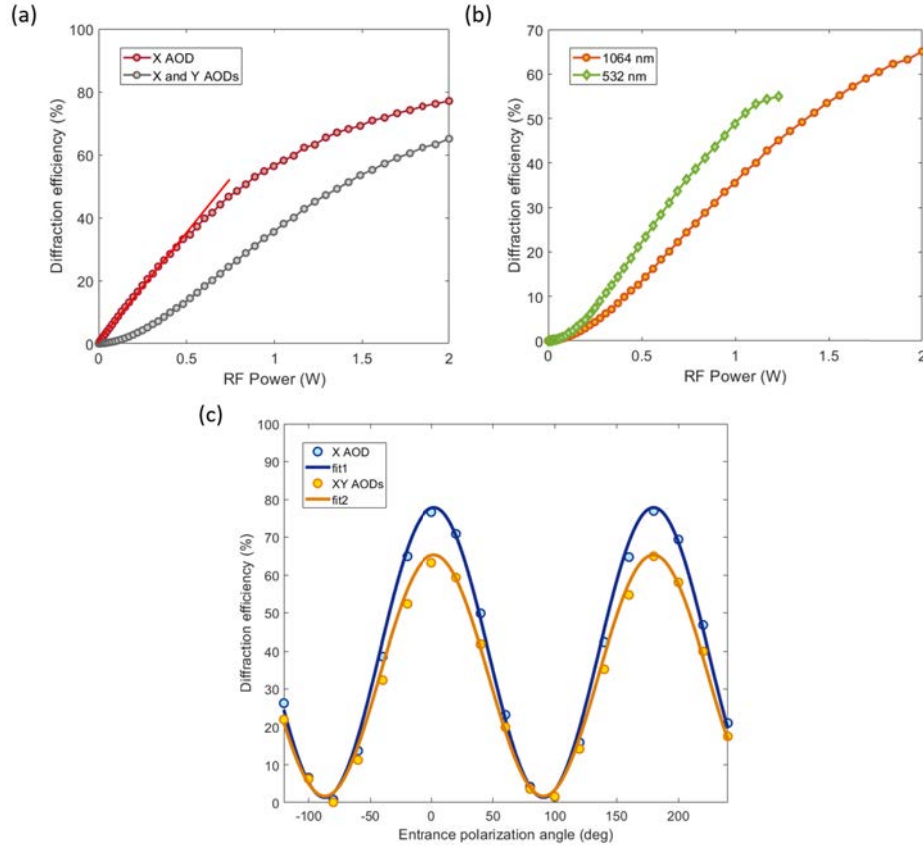 (a)
X AOD
X and Y AODs
Diffraction efficiency (%)
100
80
60
40
20
0
0 0.5 1 1.5 2
RF Power (W)
(b)
1064 nm
532 nm
Diffraction efficiency (%)
70
60
50
40
30
20
10
0
0 0.5 1 1.5 2
RF Power (W)
(c)
X AOD
fit1
XY AODs
fit2
Diffraction efficiency (%)
100
90
80
70
60
50
40
30
20
10
0
-100 -50 0 50 100 150 200
Entrance polarization angle (deg)